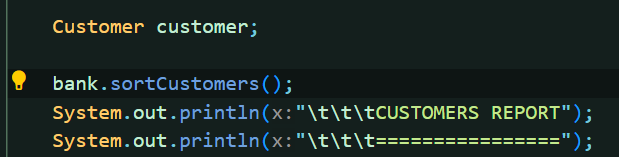 Customer customer;
bank.sortCustomers();
System.out.println(x:"\t\t\tCUSTOMERS REPORT");
System.out.println(x:"\t\t\t================");